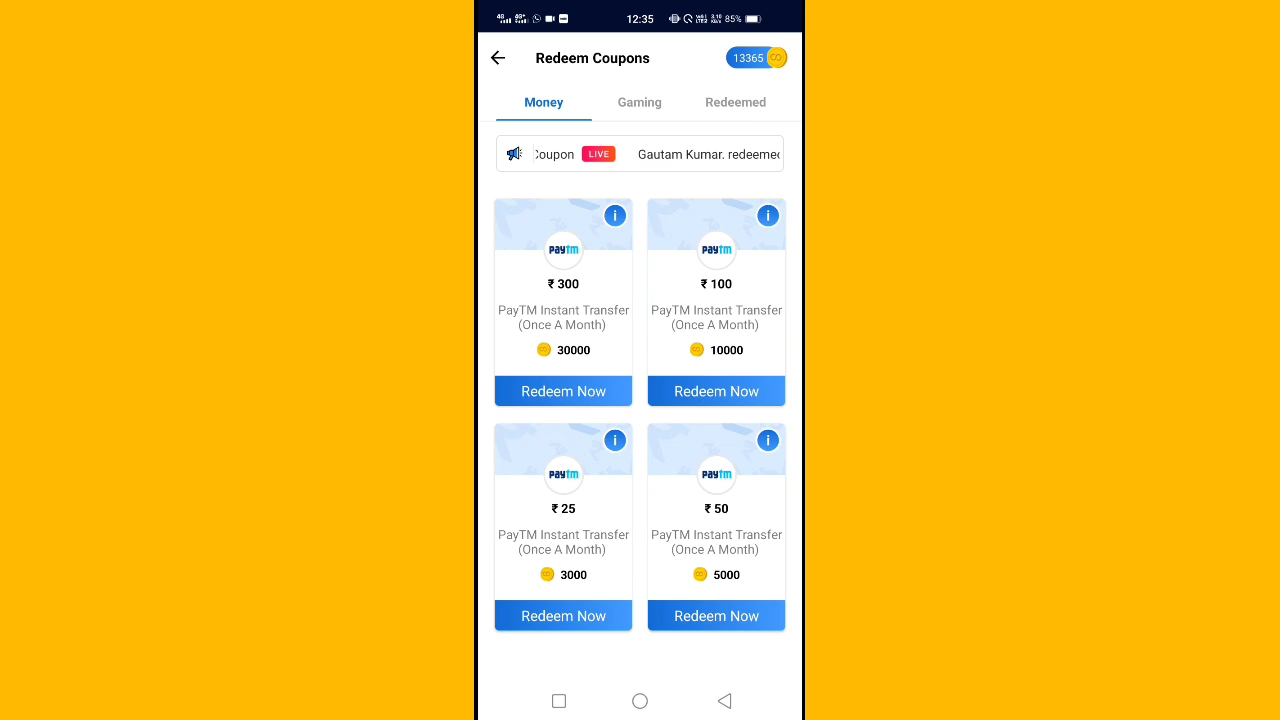 12:35
85%
Redeem Coupons
13365
Money
Gaming
Redeemed
Coupon
LIVE
Gautam Kumar. redeemed
PayTM
₹ 300
PayTM Instant Transfer
(Once A Month)
30000
Redeem Now
PayTM
₹ 100
PayTM Instant Transfer
(Once A Month)
10000
Redeem Now
PayTM
₹ 25
PayTM Instant Transfer
(Once A Month)
3000
Redeem Now
PayTM
₹ 50
PayTM Instant Transfer
(Once A Month)
5000
Redeem Now